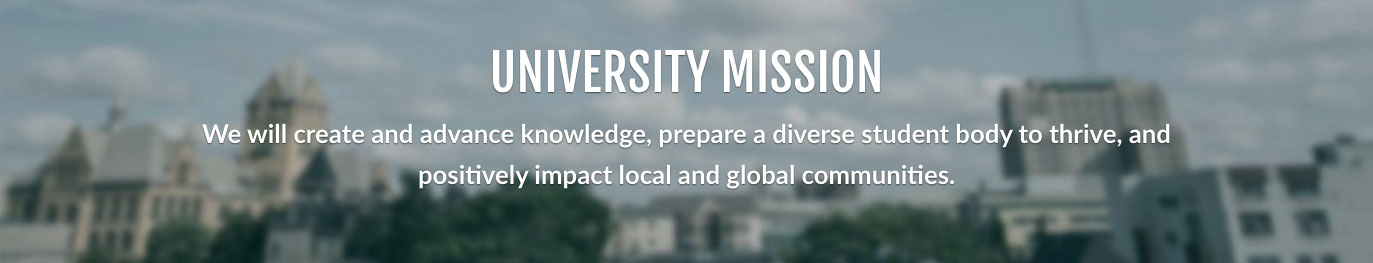 UNIVERSITY MISSION
We will create and advance knowledge, prepare a diverse student body to thrive, and
positively impact local and global communities.